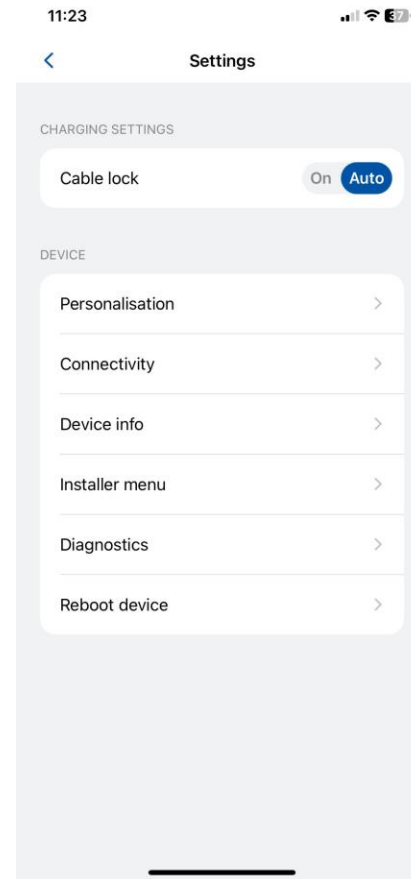 11:23
37
Settings
CHARGING SETTINGS
Cable lock On Auto
DEVICE
Personalisation
Connectivity
Device info
Installer menu
Diagnostics
Reboot device